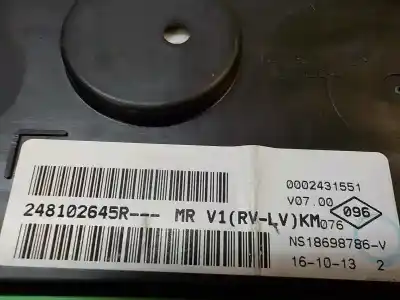 0002431551
V07.00
096
248102645R--- MR V1(RV-LV)KM
076
NS18698786-V
16-10-13 2